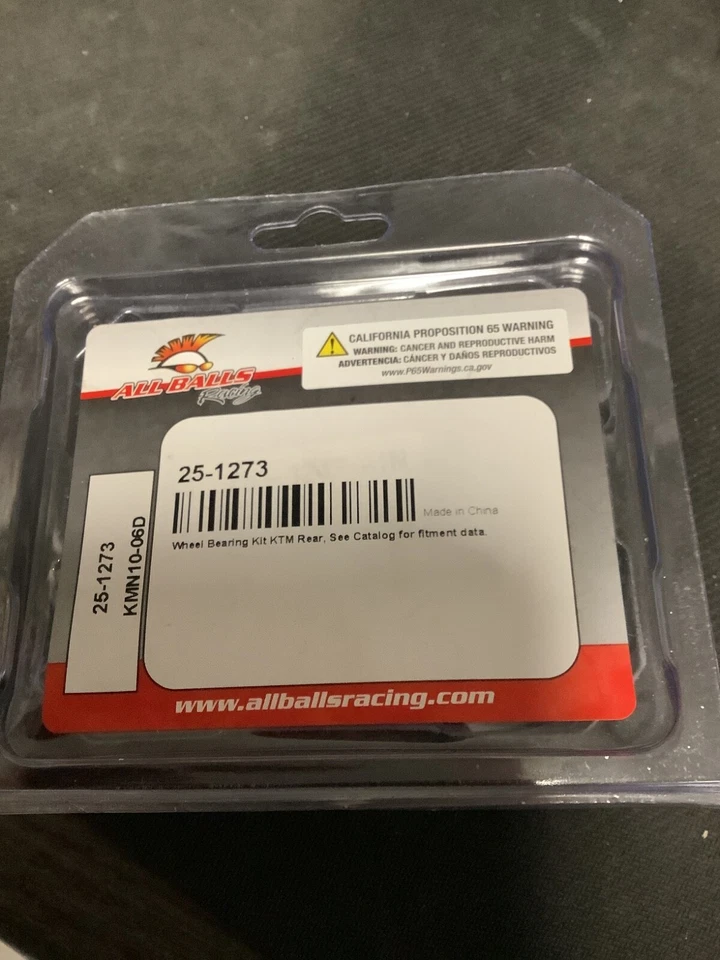 ALL BALLS
Racing
CALIFORNIA PROPOSITION 65 WARNING
WARNING: CANCER AND REPRODUCTIVE HARM
ADVERTENCIA: CÁNCER Y DAÑOS REPRODUCTIVOS
www.P65Warnings.ca.gov
25-1273
Made in China
Wheel Bearing Kit KTM Rear, See Catalog for fitment data.
25-1273
KMN10-06D
www.allballsracing.com